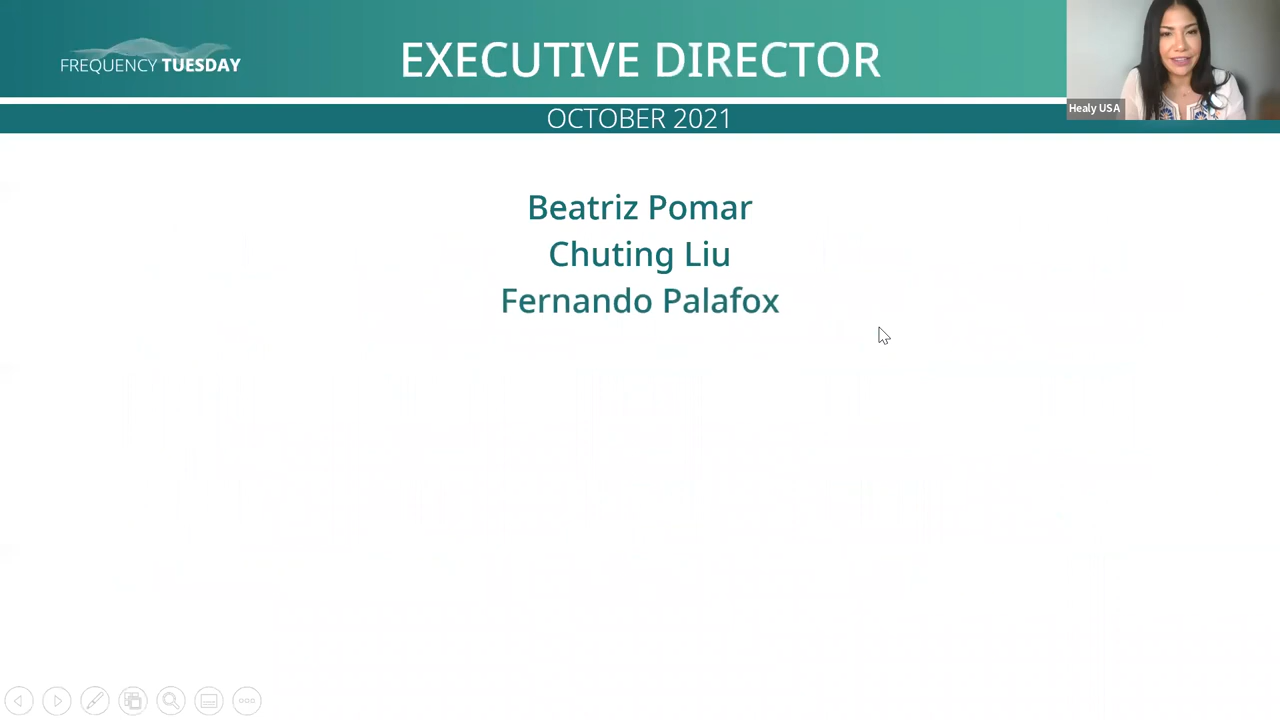 FREQUENCY TUESDAY
EXECUTIVE DIRECTOR
Healy USA
OCTOBER 2021
Beatriz Pomar
Chuting Liu
Fernando Palafox